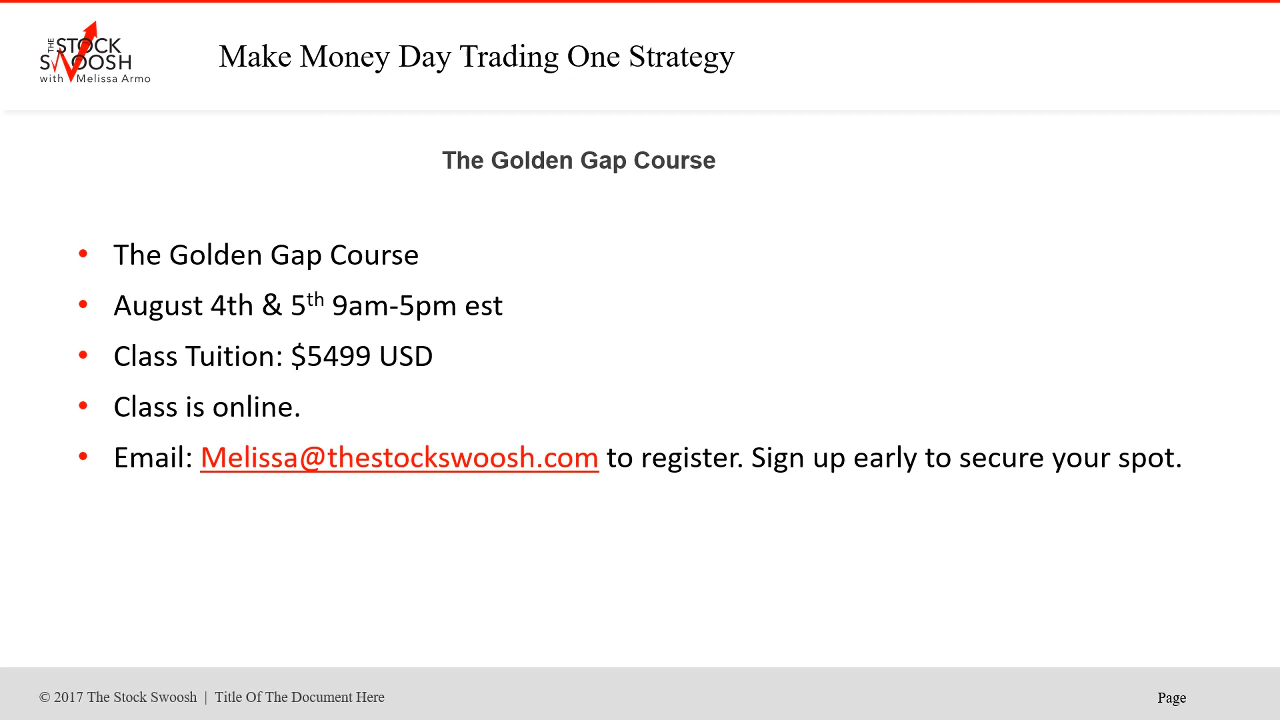 THE STOCK
SWOOSH
with Melissa Armo
Make Money Day Trading One Strategy
The Golden Gap Course
• The Golden Gap Course
• August 4th & 5th 9am-5pm est
• Class Tuition: $5499 USD
• Class is online.
• Email: Melissa@thestockswoosh.com to register. Sign up early to secure your spot.
© 2017 The Stock Swoosh | Title Of The Document Here
Page